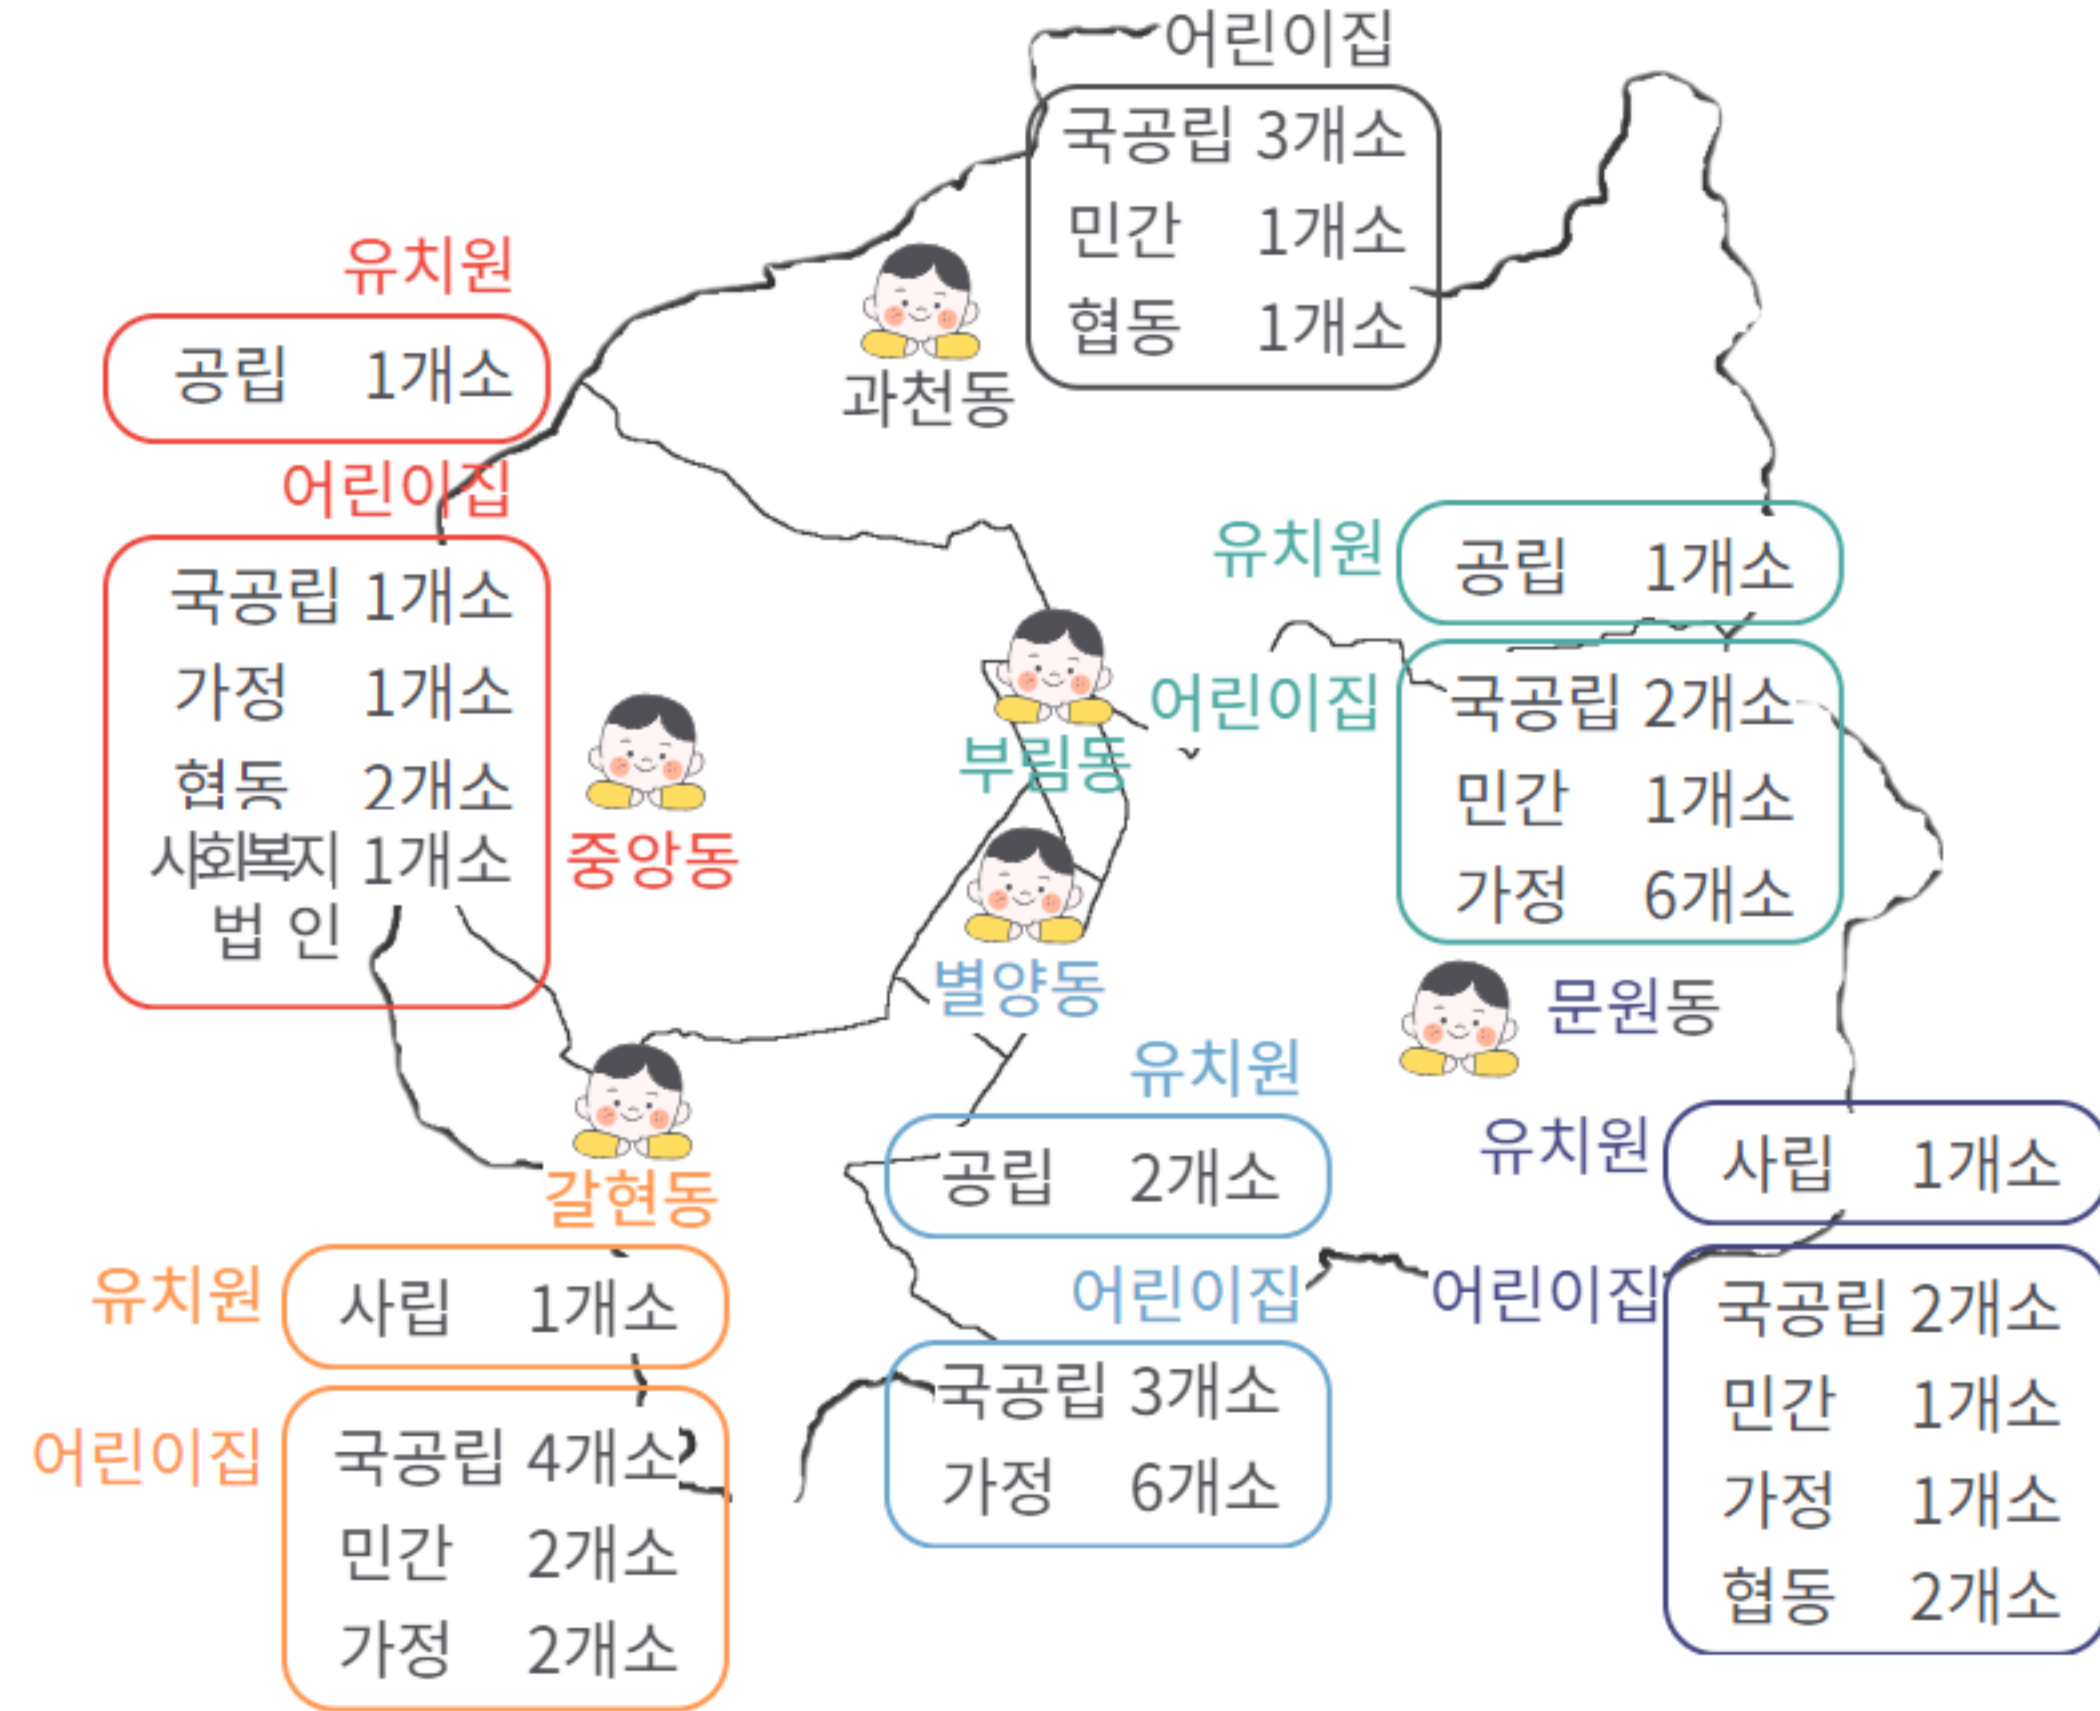 어린이집
국공립 3개소
민간 1개소
협동 1개소
과천동
유치원
공립 1개소
어린이집
국공립 1개소
가정 1개소
협동 2개소
사회복지 1개소
법 인
중앙동
유치원
공립 1개소
어린이집
국공립 2개소
민간 1개소
가정 6개소
부림동
별양동
유치원
공립 2개소
어린이집
국공립 3개소
가정 6개소
문원동
유치원
사립 1개소
어린이집
국공립 2개소
민간 1개소
가정 1개소
협동 2개소
갈현동
유치원
사립 1개소
어린이집
국공립 4개소
민간 2개소
가정 2개소